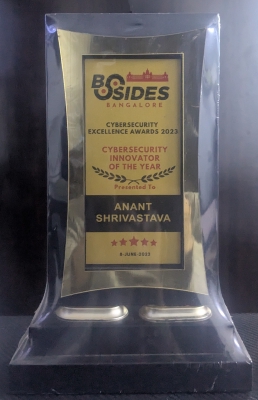 BSIDES
BANGALORE
CYBERSECURITY
EXCELLENCE AWARDS 2023
CYBERSECURITY
INNOVATOR
OF THE YEAR
Presented To
ANANT
SHRIVASTAVA
8-JUNE-2023